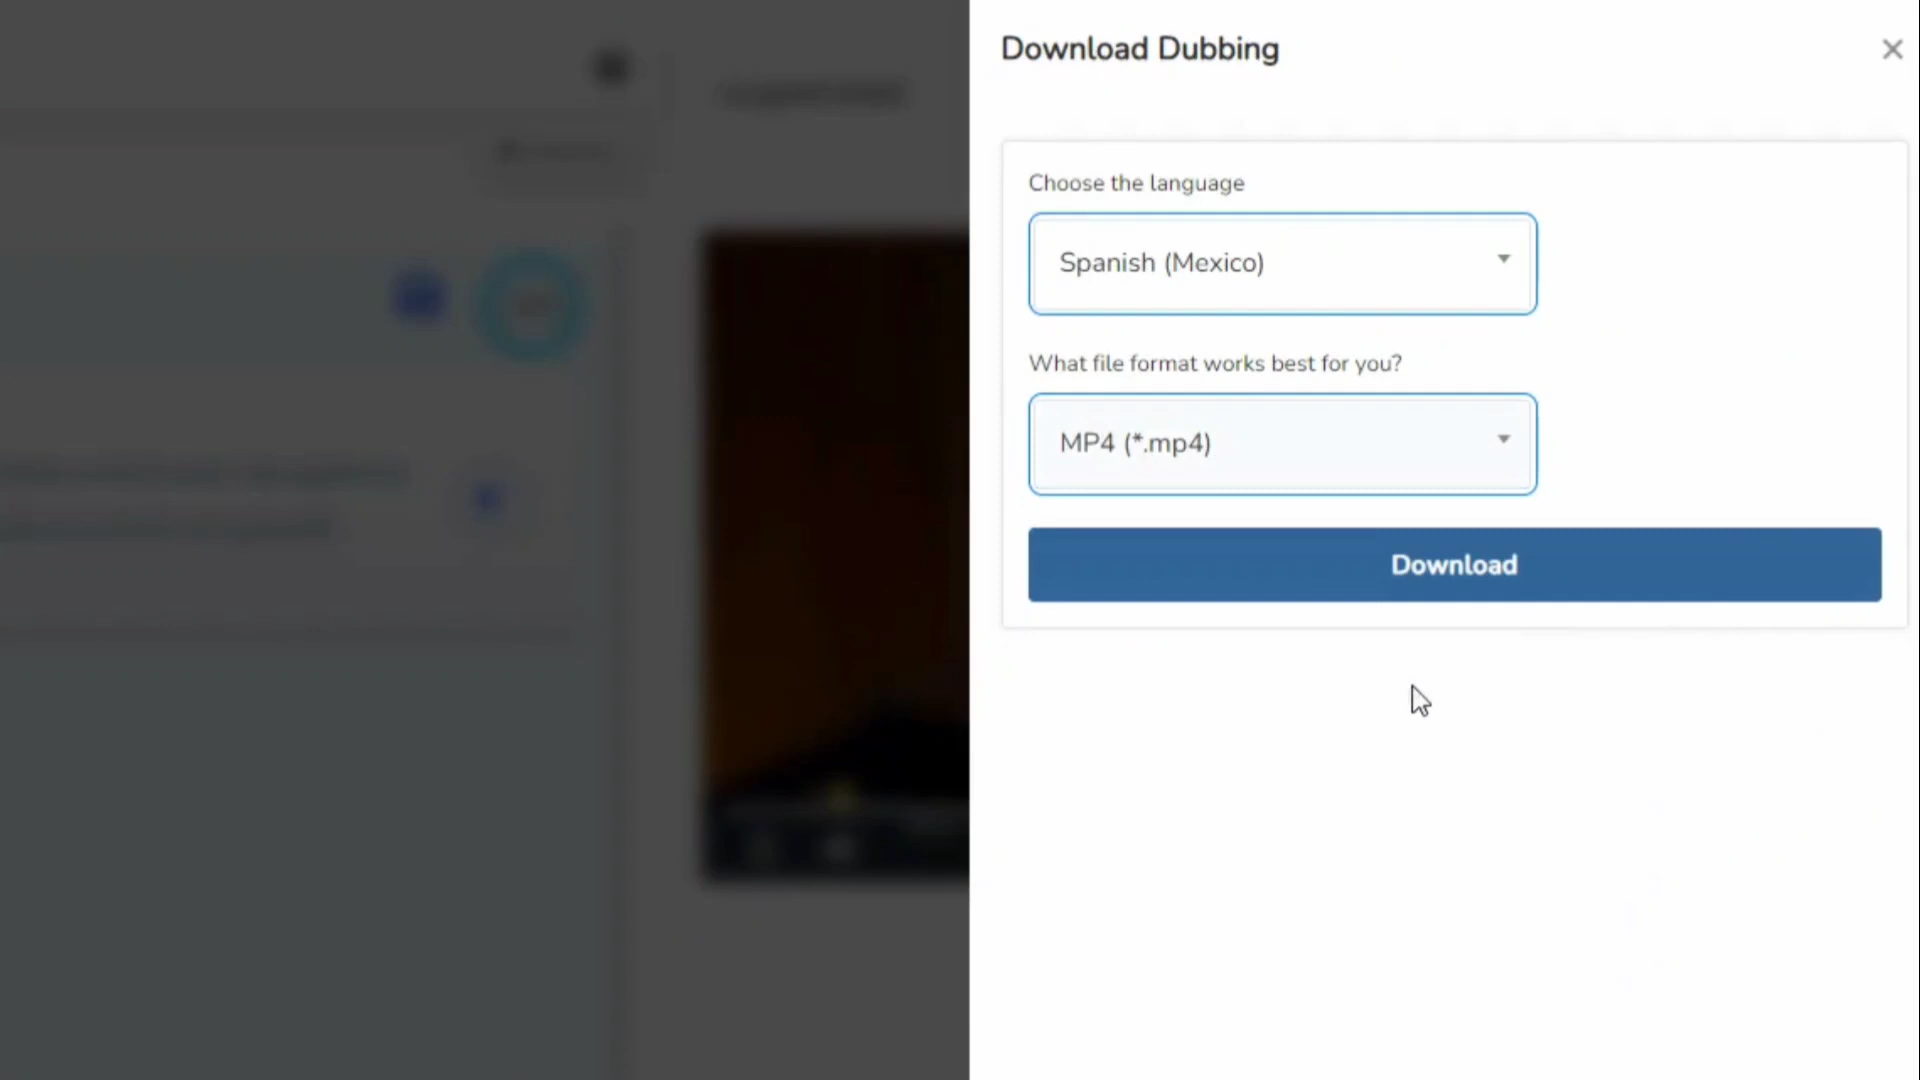 Download Dubbing
Choose the language
Spanish (Mexico)
What file format works best for you?
MP4 (*.mp4)
Download